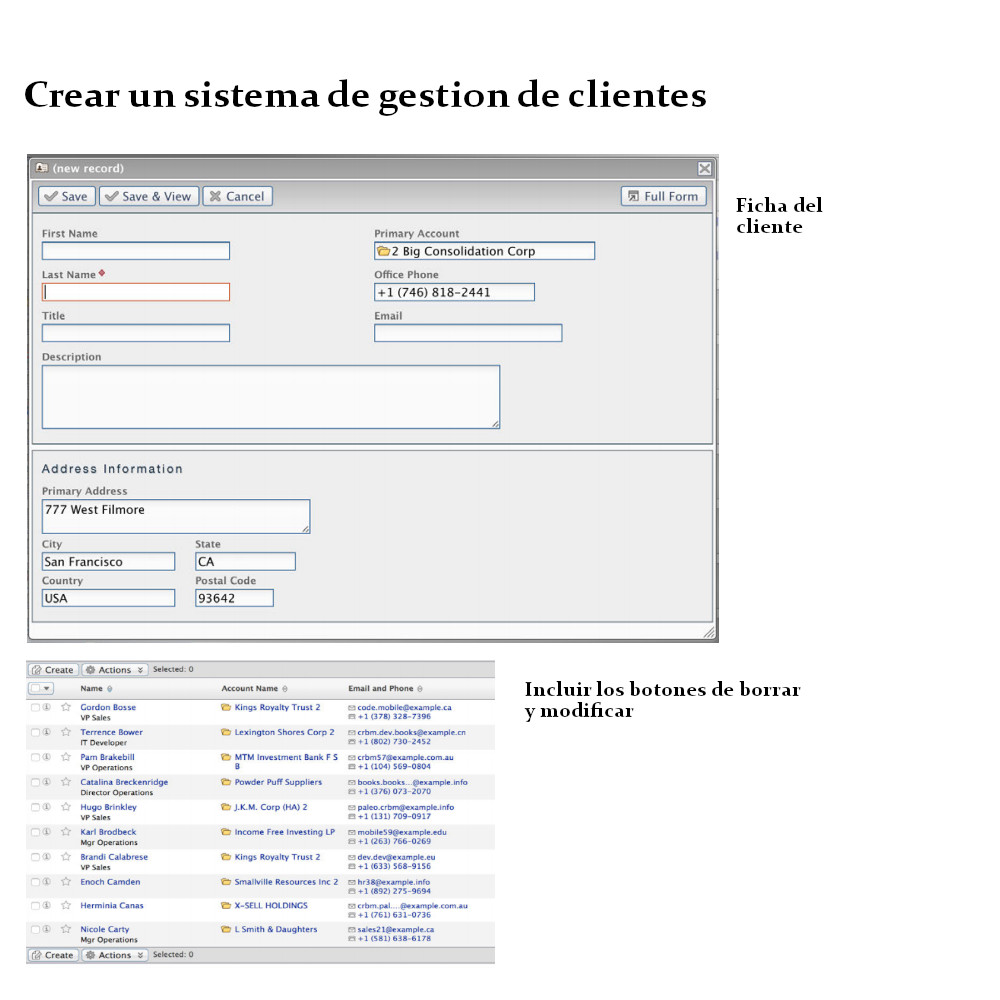 Crear un sistema de gestion de clientes
(new record)
Save
Save & View
Cancel
Full Form
Ficha del
cliente
First Name
Primary Account
2 Big Consolidation Corp
Last Name
Office Phone
+1 (746) 818-2441
Title
Email
Description
Address Information
Primary Address
777 West Filmore
City
State
San Francisco
CA
Country
Postal Code
USA
93642
Create
Actions
Selected: 0
Name
Account Name
Email and Phone
Incluir los botones de borrar
y modificar
Gordon Bosse
Kings Royalty Trust 2
code.mobile@example.ca
VP Sales
+1 (378) 328-7396
Terrence Bower
Lexington Shores Corp 2
crbm.dev.books@example.cn
IT Developer
+1 (802) 730-2452
Pam Brakebill
MTM Investment Bank F S
crbm57@example.com.au
VP Operations
B
+1 (104) 569-0804
Catalina Breckenridge
Powder Puff Suppliers
books.books...@example.info
Director Operations
+1 (376) 073-2070
Hugo Brinkley
J.K.M. Corp (HA) 2
paleo.crbm@example.info
VP Sales
+1 (131) 709-0917
Karl Brodbeck
Income Free Investing LP
mobile59@example.edu
Mgr Operations
+1 (263) 766-0269
Brandi Calabrese
Kings Royalty Trust 2
dev.dev@example.eu
VP Sales
+1 (633) 568-9156
Enoch Camden
Smallville Resources Inc 2
hr38@example.info
+1 (892) 275-9694
Herminia Canas
X-SELL HOLDINGS
crbm.pal....@example.com.au
+1 (761) 631-0736
Nicole Carty
L Smith & Daughters
sales21@example.ca
Mgr Operations
+1 (581) 638-6178
Create
Actions
Selected: 0